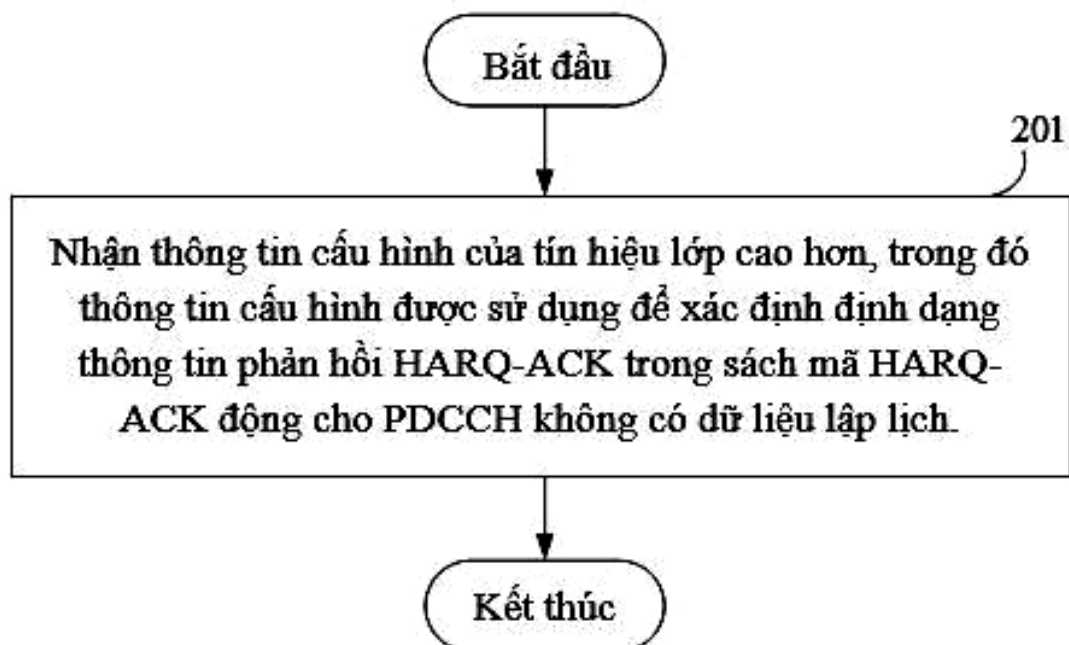 Bắt đầu
201
Nhận thông tin cấu hình của tín hiệu lớp cao hơn, trong đó
thông tin cấu hình được sử dụng để xác định định dạng
thông tin phản hồi HARQ-ACK trong sách mã HARQ-
ACK động cho PDCCH không có dữ liệu lập lịch.
Kết thúc